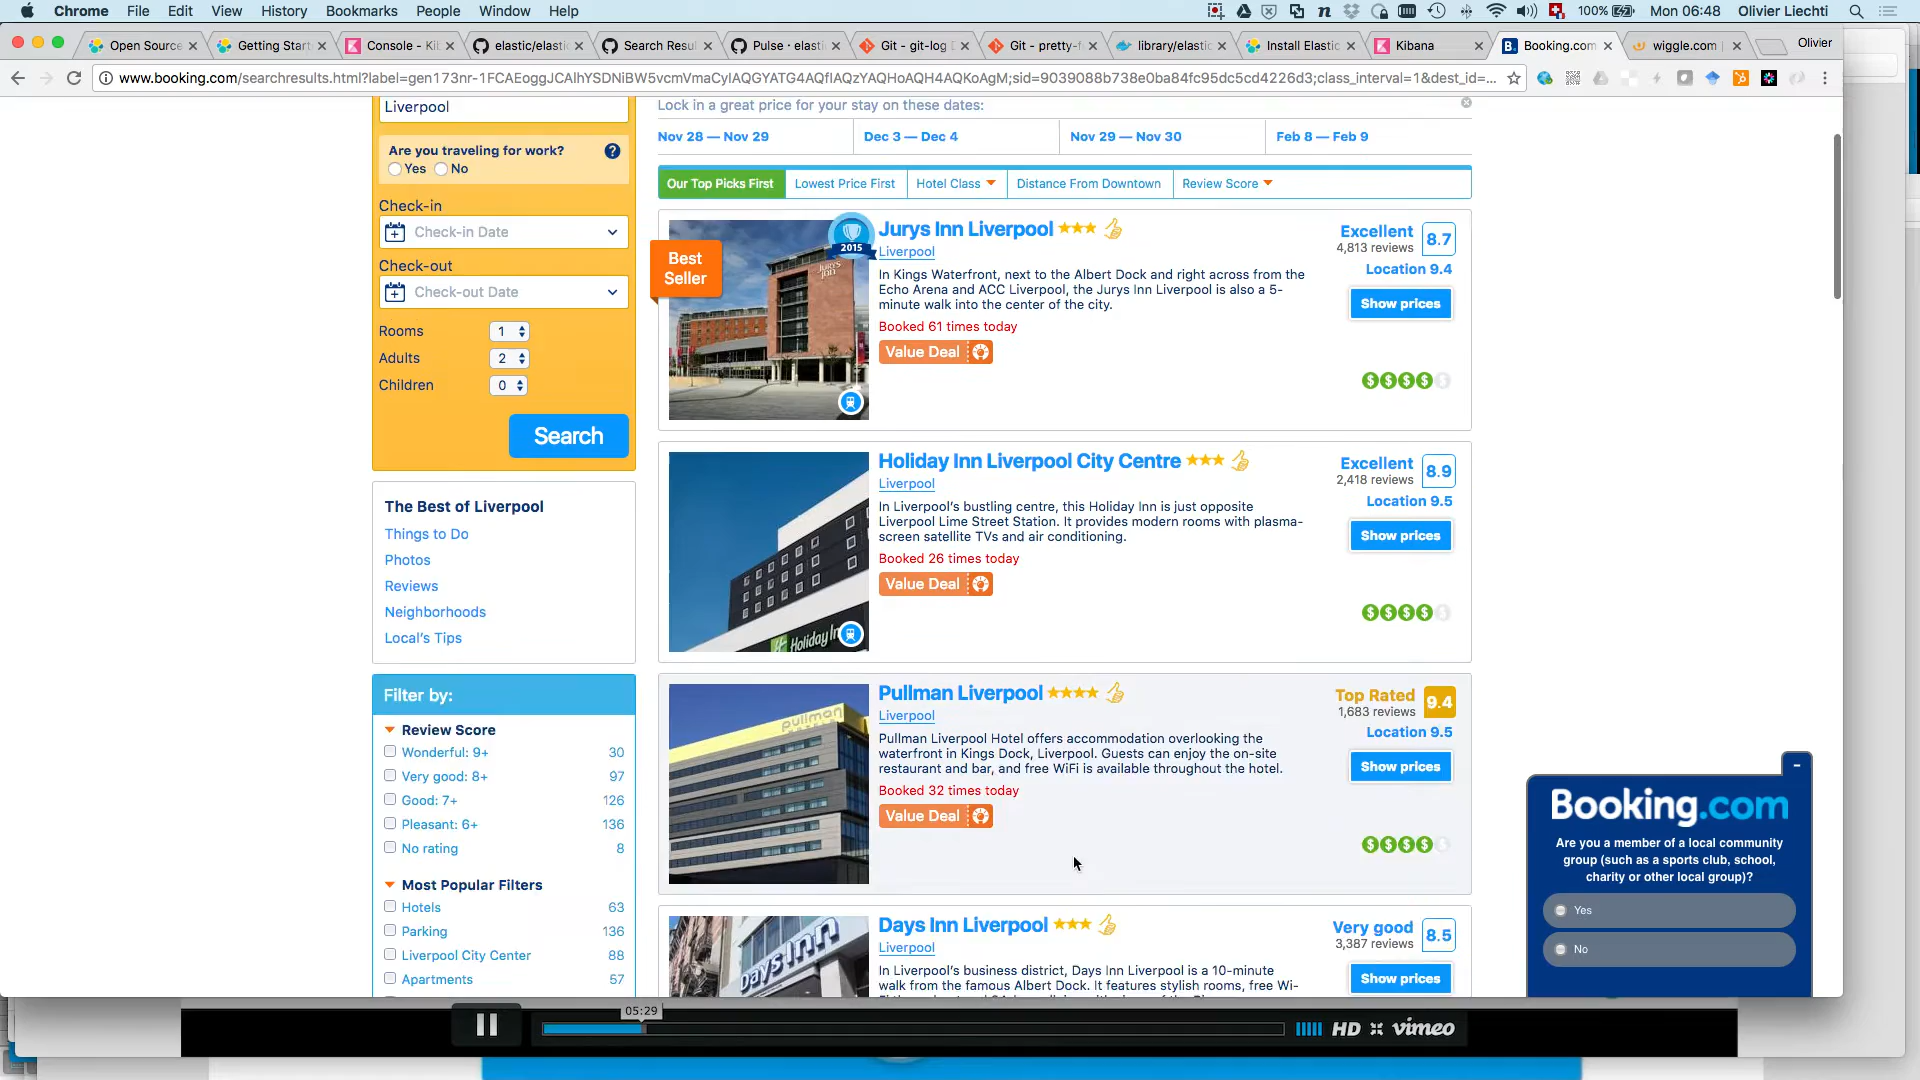 Chrome File Edit View History Bookmarks People Window Help
100% Mon 06:48 Olivier Liechti
Open Source
Getting Start
Console - Ki
elastic/elasti
Search Resu
Pulse · elasti
Git - git-log D
Git - pretty-f
library/elasti
Install Elastic
Kibana
Booking.com
wiggle.com
Olivier
www.booking.com/searchresults.html?label=gen173nr-1FCAEoggJCAlhYSDNiBW5vcmVmaCyIAQGYATG4AQfIAQzYAQHoAQH4AQKoAgM;sid=9039088b738e0ba84fc95dc5cd4226d3;class_interval=1&dest_id=...
Liverpool
Are you traveling for work?
Yes No
Check-in
Check-in Date
Check-out
Check-out Date
Rooms 1
Adults 2
Children 0
Search
The Best of Liverpool
Things to Do
Photos
Reviews
Neighborhoods
Local's Tips
Filter by:
Review Score
Wonderful: 9+ 30
Very good: 8+ 97
Good: 7+ 126
Pleasant: 6+ 136
No rating 8
Most Popular Filters
Hotels 63
Parking 136
Liverpool City Center 88
Apartments 57
Lock in a great price for your stay on these dates:
Nov 28 — Nov 29
Dec 3 — Dec 4
Nov 29 — Nov 30
Feb 8 — Feb 9
Our Top Picks First
Lowest Price First
Hotel Class
Distance From Downtown
Review Score
Best
Seller
2015
Jurys Inn
Jurys Inn Liverpool
Liverpool
In Kings Waterfront, next to the Albert Dock and right across from the
Echo Arena and ACC Liverpool, the Jurys Inn Liverpool is also a 5-
minute walk into the center of the city.
Booked 61 times today
Value Deal
Excellent 8.7
4,813 reviews
Location 9.4
Show prices
$$$$$
Holiday Inn
Holiday Inn Liverpool City Centre
Liverpool
In Liverpool's bustling centre, this Holiday Inn is just opposite
Liverpool Lime Street Station. It provides modern rooms with plasma-
screen satellite TVs and air conditioning.
Booked 26 times today
Value Deal
Excellent 8.9
2,418 reviews
Location 9.5
Show prices
$$$$$
pullman
Pullman Liverpool
Liverpool
Pullman Liverpool Hotel offers accommodation overlooking the
waterfront in Kings Dock, Liverpool. Guests can enjoy the on-site
restaurant and bar, and free WiFi is available throughout the hotel.
Booked 32 times today
Value Deal
Top Rated 9.4
1,683 reviews
Location 9.5
Show prices
$$$$$
Days Inn
Days Inn Liverpool
Liverpool
In Liverpool's business district, Days Inn Liverpool is a 10-minute
walk from the famous Albert Dock. It features stylish rooms, free Wi-
Very good 8.5
3,387 reviews
Show prices
Booking.com
Are you a member of a local community
group (such as a sports club, school,
charity or other local group)?
Yes
No
05:29
HD vimeo